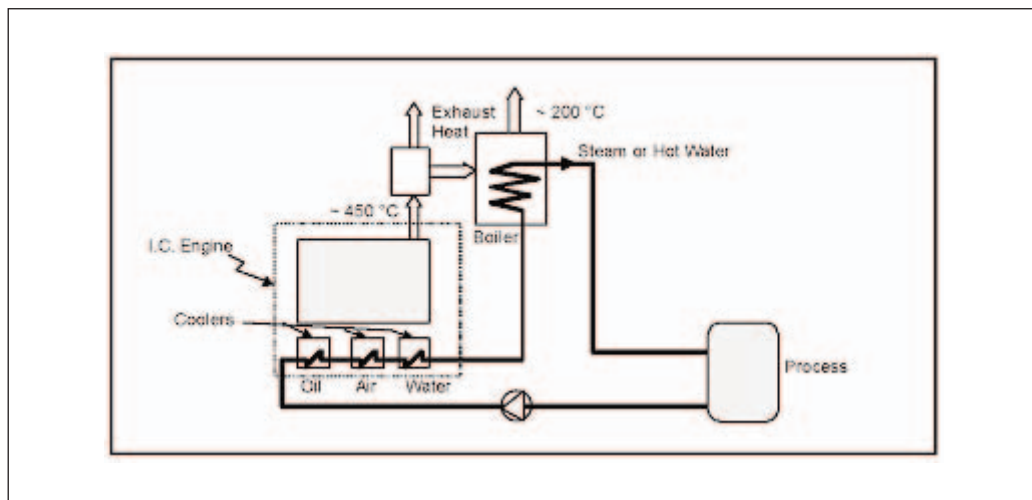 Exhaust
Heat
~ 200 °C
Steam or Hot Water
~ 450 °C
Boiler
I.C. Engine
Coolers
Oil
Air
Water
Process